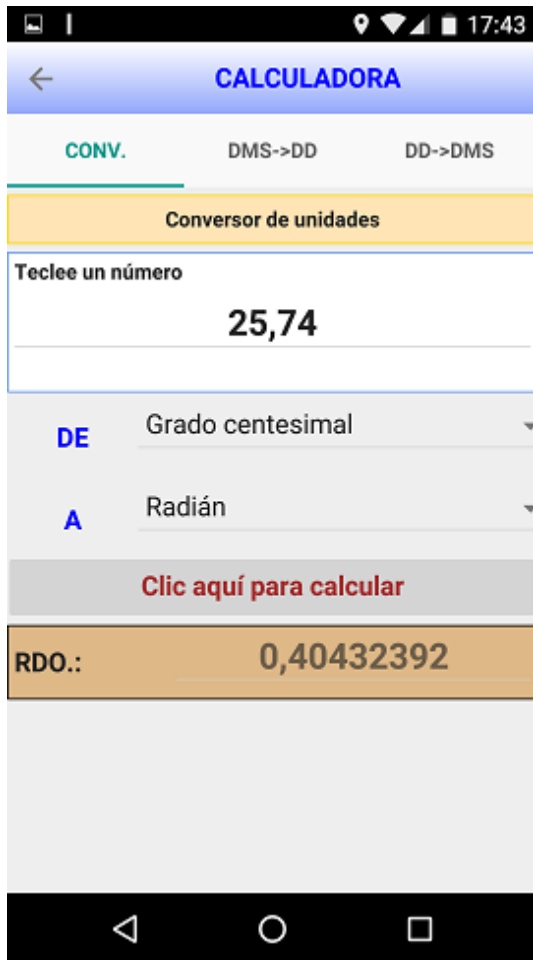 17:43
CALCULADORA
CONV. DMS->DD DD->DMS
Conversor de unidades
Teclee un número
25,74
DE Grado centesimal
A Radián
Clic aquí para calcular
RDO.: 0,40432392